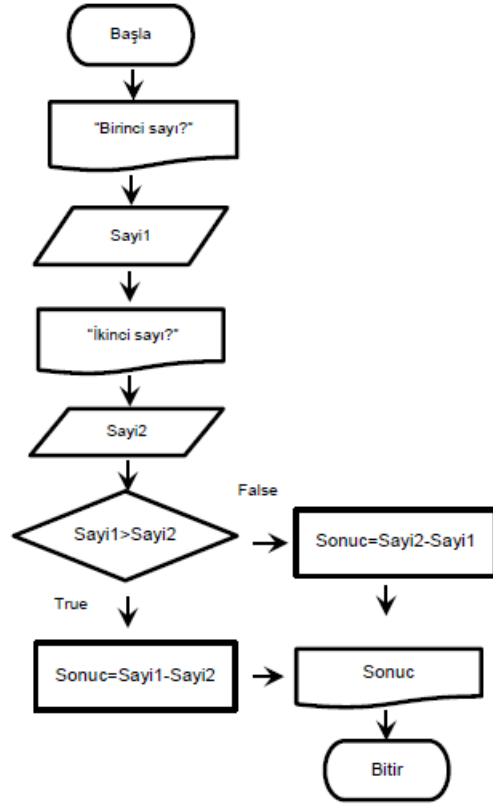 Başla
"Birinci sayı?"
Sayi1
"İkinci sayı?"
Sayi2
False
Sayi1>Sayi2
Sonuc=Sayi2-Sayi1
True
Sonuc=Sayi1-Sayi2
Sonuc
Bitir